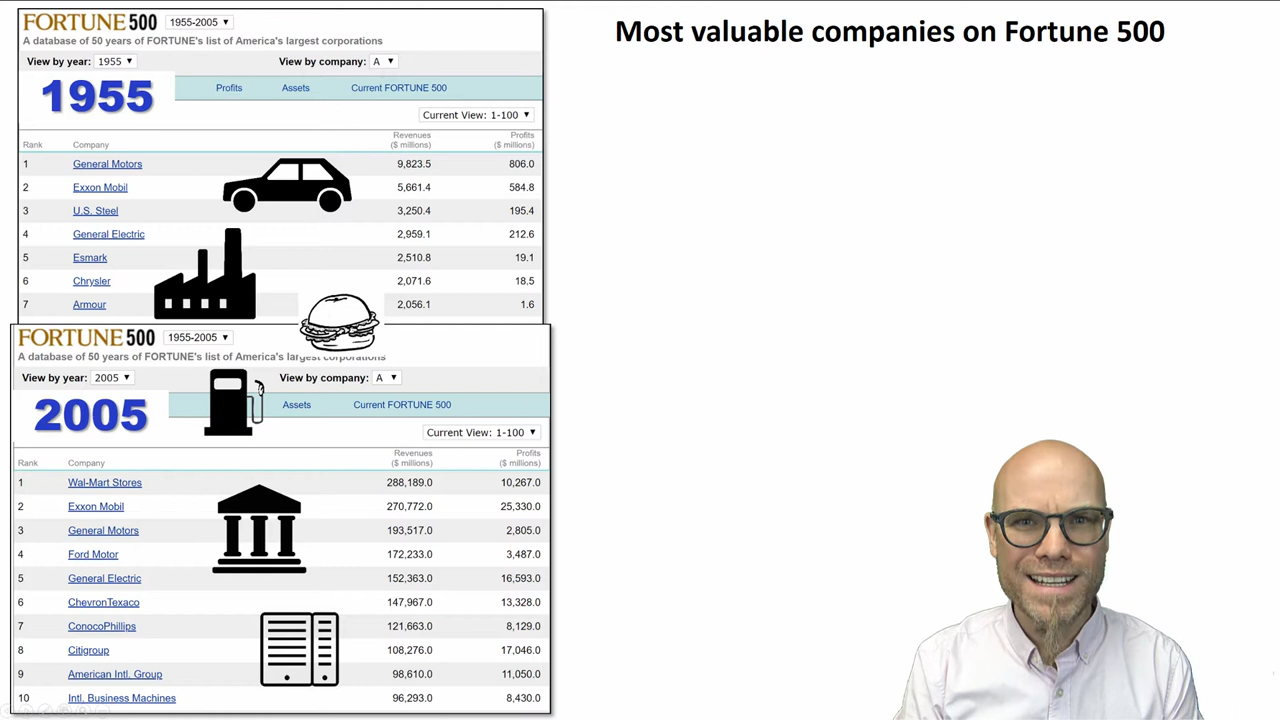 Most valuable companies on Fortune 500
FORTUNE 500 1955-2005 ▼
A database of 50 years of FORTUNE's list of America's largest corporations
View by year: 1955 ▼ View by company: A ▼
1955 Profits Assets Current FORTUNE 500
Current View: 1-100 ▼
Rank Company Revenues ($ millions) Profits ($ millions)
1 General Motors 9,823.5 806.0
2 Exxon Mobil 5,661.4 584.8
3 U.S. Steel 3,250.4 195.4
4 General Electric 2,959.1 212.6
5 Esmark 2,510.8 19.1
6 Chrysler 2,071.6 18.5
7 Armour 2,056.1 1.6
FORTUNE 500 1955-2005 ▼
A database of 50 years of FORTUNE's list of America's largest corporations
View by year: 2005 ▼ View by company: A ▼
2005 Assets Current FORTUNE 500
Current View: 1-100 ▼
Rank Company Revenues ($ millions) Profits ($ millions)
1 Wal-Mart Stores 288,189.0 10,267.0
2 Exxon Mobil 270,772.0 25,330.0
3 General Motors 193,517.0 2,805.0
4 Ford Motor 172,233.0 3,487.0
5 General Electric 152,363.0 16,593.0
6 ChevronTexaco 147,967.0 13,328.0
7 ConocoPhillips 121,663.0 8,129.0
8 Citigroup 108,276.0 17,046.0
9 American Intl. Group 98,610.0 11,050.0
10 Intl. Business Machines 96,293.0 8,430.0